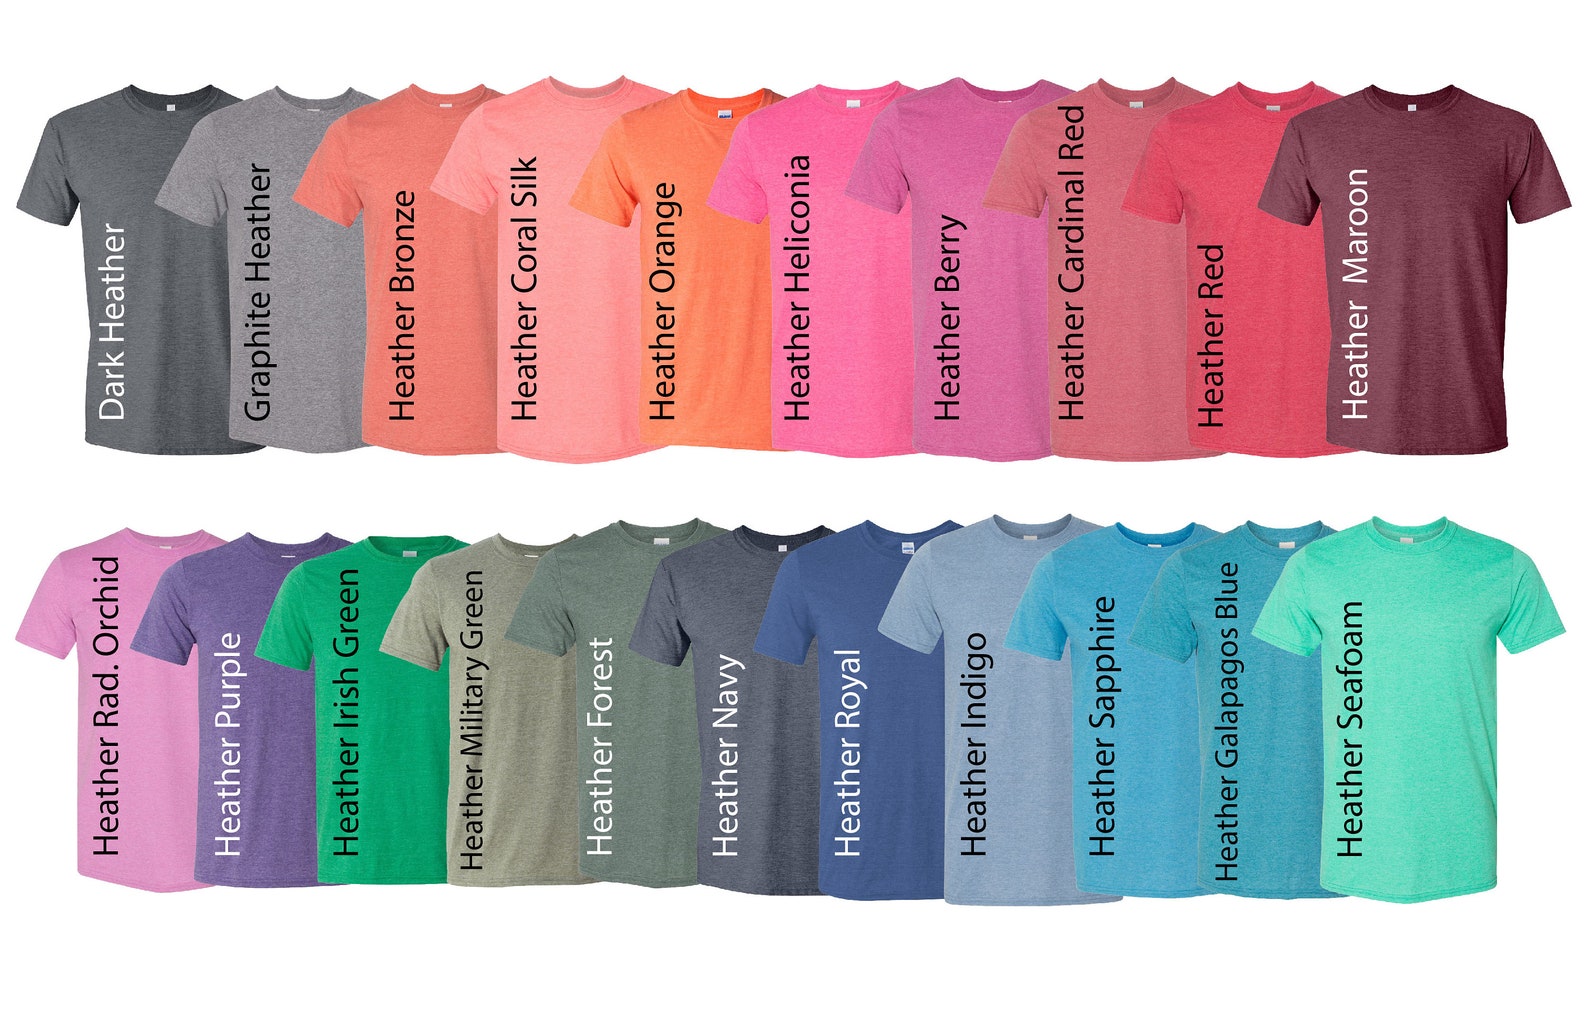 Dark Heather
Graphite Heather
Heather Bronze
Heather Coral Silk
Heather Orange
Heather Heliconia
Heather Berry
Heather Cardinal Red
Heather Red
Heather Maroon
Heather Rad. Orchid
Heather Purple
Heather Irish Green
Heather Military Green
Heather Forest
Heather Navy
Heather Royal
Heather Indigo
Heather Sapphire
Heather Galapagos Blue
Heather Seafoam